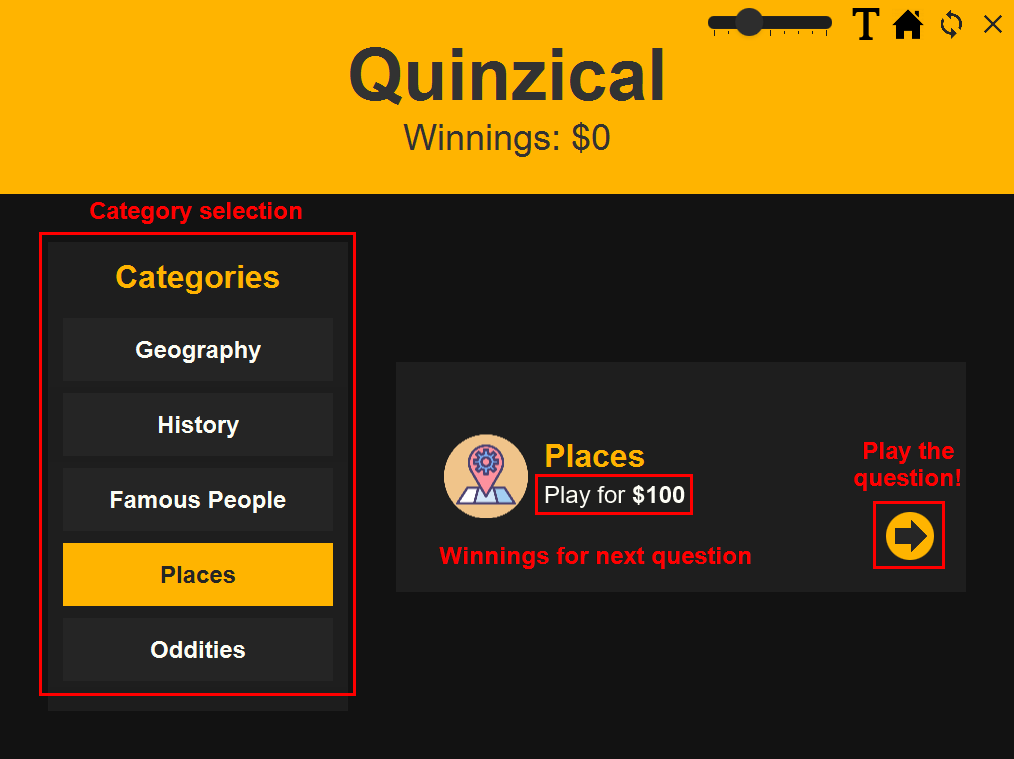 T
Quinzical
Winnings: $0
Category selection
Categories
Geography
History
Famous People
Places
Oddities
Places
Play for $100
Winnings for next question
Play the
question!